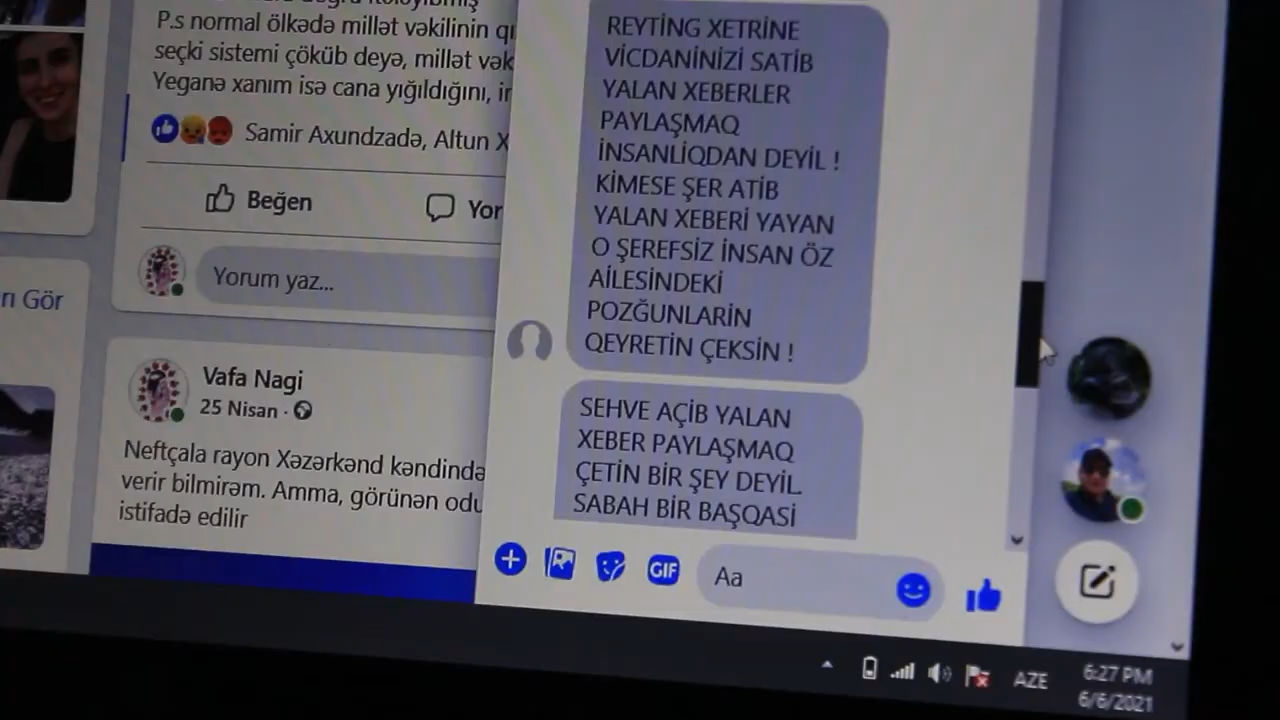 P.s normal ölkədə millət vəkilinin
seçki sistemi çöküb deyə, millət
Yeganə xanım isə cana yığıldığını,
Samir Axundzadə, Altun X
Beğen
Yorum yaz...
Gör
Vafa Nagi
25 Nisan ·
Neftçala rayon Xəzərkənd kəndində
verir bilmirəm. Amma, görünən
istifadə edilir
REYTİNG XETRİNE
VİCDANİNİZİ SATİB
YALAN XEBERLER
PAYLAŞMAQ
İNSANLİQDAN DEYİL !
KİMESE ŞER ATİB
YALAN XEBERİ YAYAN
O ŞEREFSİZ İNSAN ÖZ
AİLESİNDEKİ
POZĞUNLARİN
QEYRETİN ÇEKSİN !
SEHVE AÇİB YALAN
XEBER PAYLAŞMAQ
ÇETİN BİR ŞEY DEYİL.
SABAH BİR BAŞQASİ
GIF
Aa
AZE
6:27 PM
6/6/2021